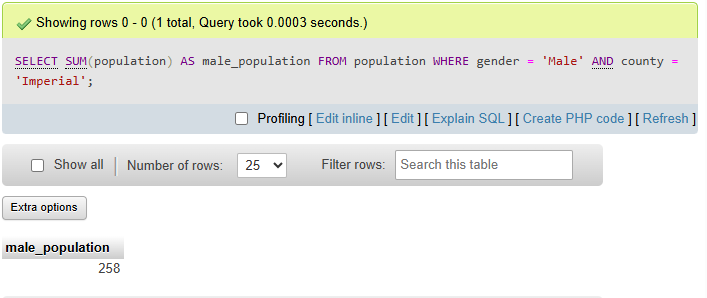 Showing rows 0 - 0 (1 total, Query took 0.0003 seconds.)
SELECT SUM(population) AS male_population FROM population WHERE gender = 'Male' AND county =
'Imperial';
Profiling [ Edit inline ] [ Edit ] [ Explain SQL ] [ Create PHP code ] [ Refresh ]
Show all | Number of rows: 25 Filter rows: Search this table
Extra options
male_population
258